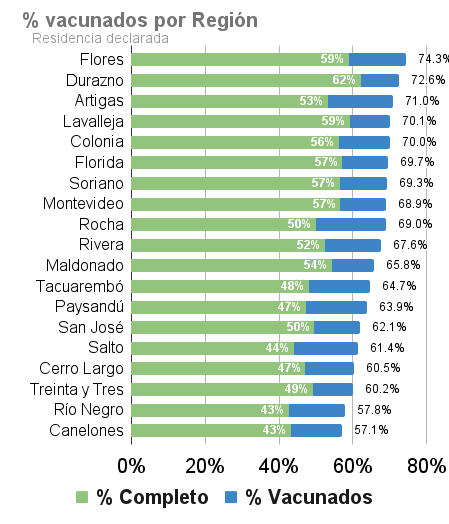 % vacunados por Región
Residencia declarada
Flores 59% 74.3%
Durazno 62% 72.6%
Artigas 53% 71.0%
Lavalleja 59% 70.1%
Colonia 56% 70.0%
Florida 57% 69.7%
Soriano 57% 69.3%
Montevideo 57% 68.9%
Rocha 50% 69.0%
Rivera 52% 67.6%
Maldonado 54% 65.8%
Tacuarembó 48% 64.7%
Paysandú 47% 63.9%
San José 50% 62.1%
Salto 44% 61.4%
Cerro Largo 47% 60.5%
Treinta y Tres 49% 60.2%
Río Negro 43% 57.8%
Canelones 43% 57.1%
0% 20% 40% 60% 80%
% Completo % Vacunados